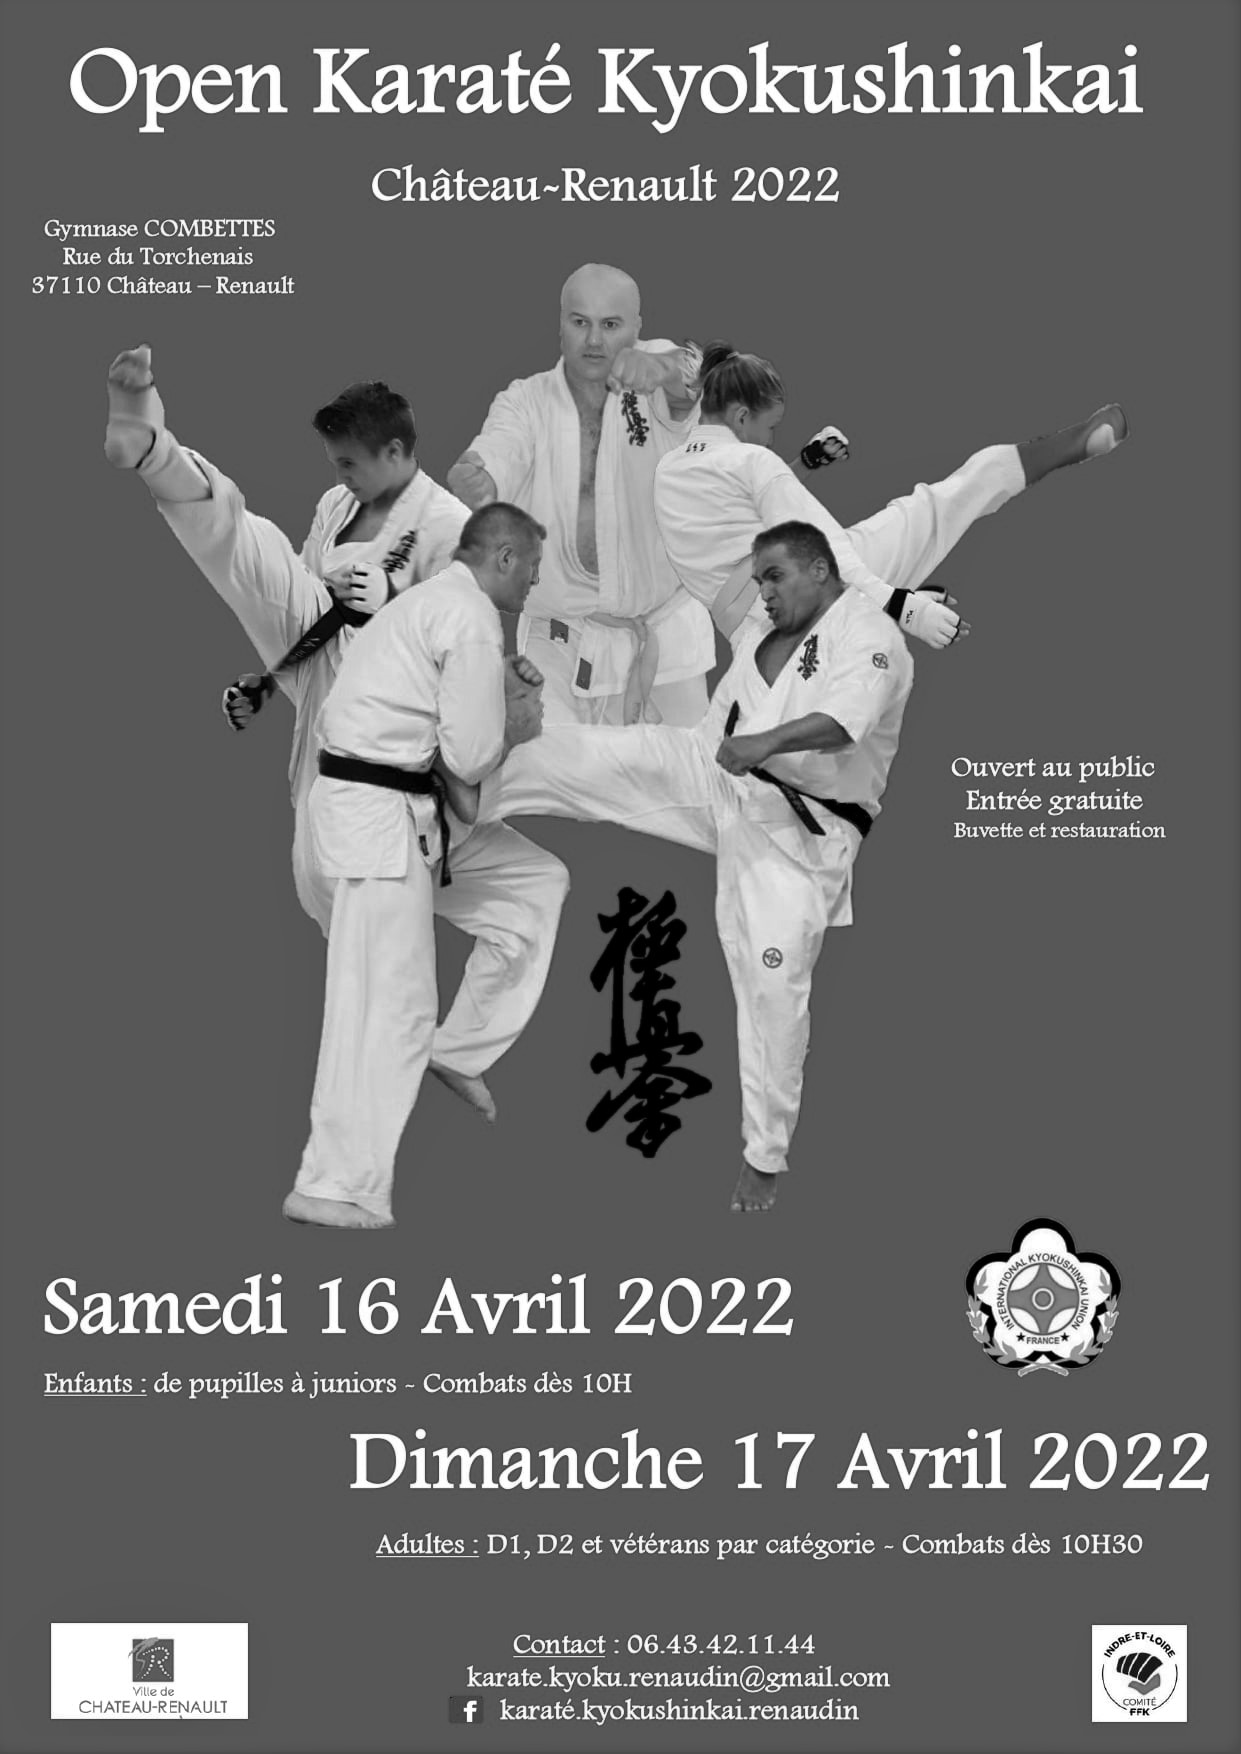 Open Karaté Kyokushinkai
Château-Renault 2022
Gymnase COMBETTES
Rue du Torchenais
37110 Château – Renault
Ouvert au public
Entrée gratuite
Buvette et restauration
極真会
Samedi 16 Avril 2022
INTERNATIONAL KYOKUSHINKAI UNION
★FRANCE★
Enfants : de pupilles à juniors - Combats dès 10H
Dimanche 17 Avril 2022
Adultes : D1, D2 et vétérans par catégorie - Combats dès 10H30
Ville de
CHATEAU-RENAULT
Contact : 06.43.42.11.44
karate.kyoku.renaudin@gmail.com
f karaté.kyokushinkai.renaudin
INDRE-ET-LOIRE
COMITÉ
FFK